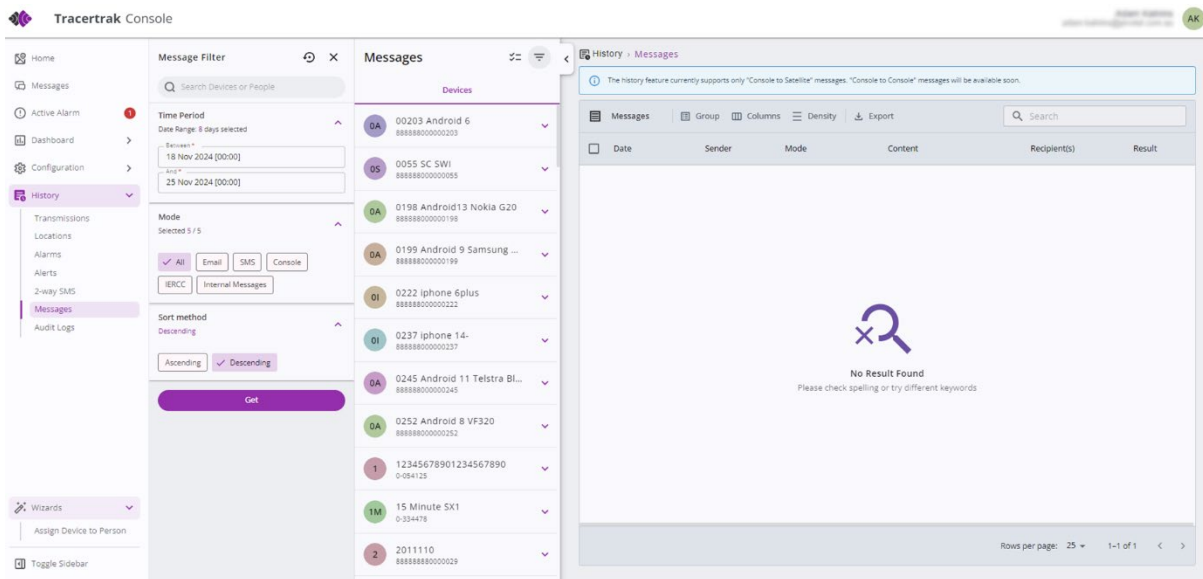 Tracertrak Console
AK
Home
Messages
Active Alarm
1
Dashboard
Configuration
History
Transmissions
Locations
Alarms
Alerts
2-way SMS
Messages
Audit Logs
Wizards
Assign Device to Person
Toggle Sidebar
Message Filter
Search Devices or People
Time Period
Date Range: 8 days selected
Between *
18 Nov 2024 [00:00]
And *
25 Nov 2024 [00:00]
Mode
Selected 5 / 5
All Email SMS Console
IERCC Internal Messages
Sort method
Descending
Ascending Descending
Get
Messages
Devices
0A
00203 Android 6
888888000000203
0S
0055 SC SWI
888888000000055
0A
0198 Android13 Nokia G20
888888000000198
0A
0199 Android 9 Samsung ...
888888000000199
0I
0222 iphone 6plus
888888000000222
0I
0237 iphone 14-
888888000000237
0A
0245 Android 11 Telstra Bl...
888888000000245
0A
0252 Android 8 VF320
888888000000252
1
12345678901234567890
0-054125
1M
15 Minute SX1
0-334478
2
2011110
888888880000029
History › Messages
The history feature currently supports only "Console to Satellite" messages. "Console to Console" messages will be available soon.
Messages Group Columns Density Export Search
Date Sender Mode Content Recipient(s) Result
No Result Found
Please check spelling or try different keywords
Rows per page: 25 1–1 of 1